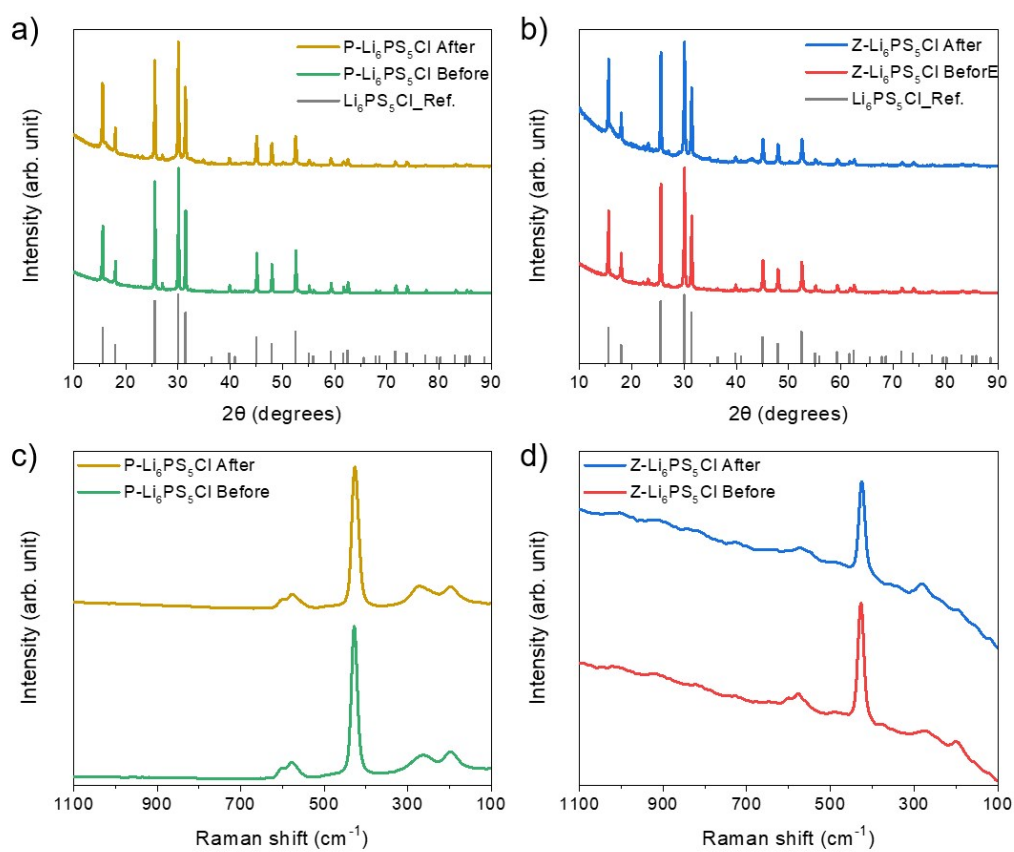 a)
P-Li₆PS₅Cl After
P-Li₆PS₅Cl Before
Li₆PS₅Cl_Ref.
Intensity (arb. unit)
10 20 30 40 50 60 70 80 90
2θ (degrees)
b)
Z-Li₆PS₅Cl After
Z-Li₆PS₅Cl BeforE
Li₆PS₅Cl_Ref.
Intensity (arb. unit)
10 20 30 40 50 60 70 80 90
2θ (degrees)
c)
P-Li₆PS₅Cl After
P-Li₆PS₅Cl Before
Intensity (arb. unit)
1100 900 700 500 300 100
Raman shift (cm⁻¹)
d)
Z-Li₆PS₅Cl After
Z-Li₆PS₅Cl Before
Intensity (arb. unit)
1100 900 700 500 300 100
Raman shift (cm⁻¹)